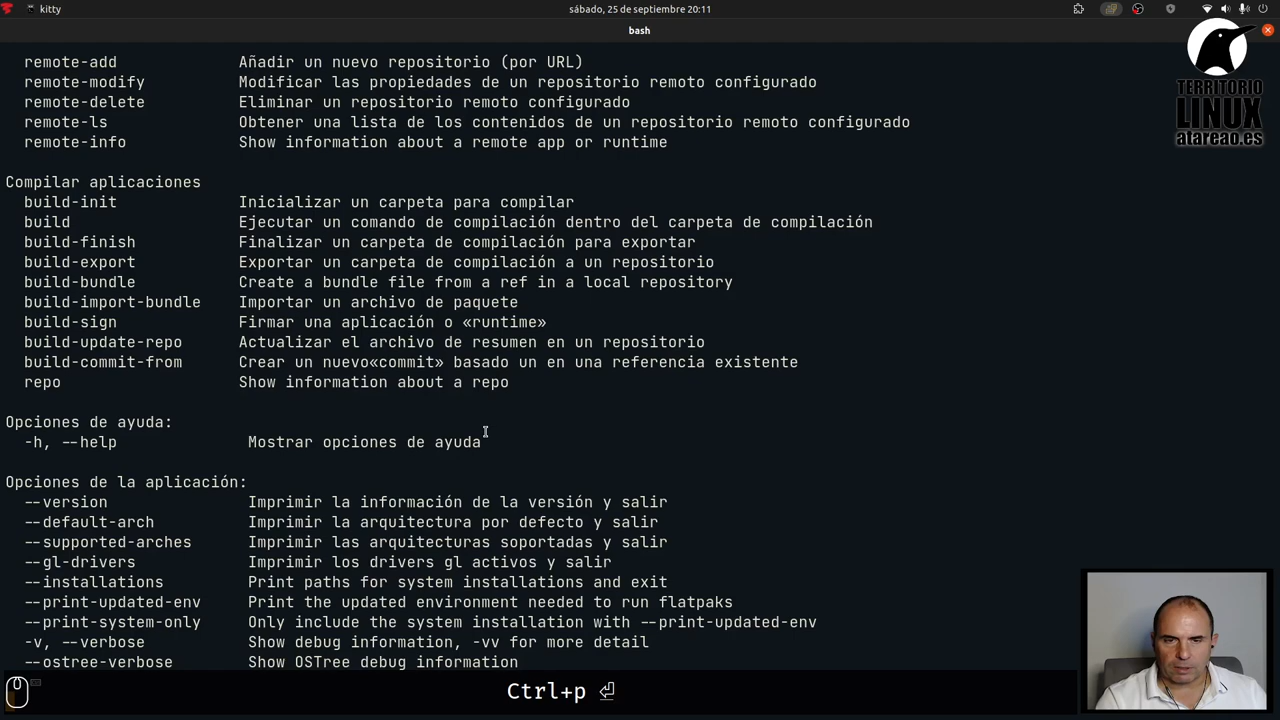 kitty
sábado, 25 de septiembre 20:11
bash
TERRITORIO
LINUX
atareao.es
remote-add Añadir un nuevo repositorio (por URL)
remote-modify Modificar las propiedades de un repositorio remoto configurado
remote-delete Eliminar un repositorio remoto configurado
remote-ls Obtener una lista de los contenidos de un repositorio remoto configurado
remote-info Show information about a remote app or runtime
Compilar aplicaciones
build-init Inicializar un carpeta para compilar
build Ejecutar un comando de compilación dentro del carpeta de compilación
build-finish Finalizar un carpeta de compilación para exportar
build-export Exportar un carpeta de compilación a un repositorio
build-bundle Create a bundle file from a ref in a local repository
build-import-bundle Importar un archivo de paquete
build-sign Firmar una aplicación o «runtime»
build-update-repo Actualizar el archivo de resumen en un repositorio
build-commit-from Crear un nuevo«commit» basado un en una referencia existente
repo Show information about a repo
Opciones de ayuda:
-h, --help Mostrar opciones de ayuda
Opciones de la aplicación:
--version Imprimir la información de la versión y salir
--default-arch Imprimir la arquitectura por defecto y salir
--supported-arches Imprimir las arquitecturas soportadas y salir
--gl-drivers Imprimir los drivers gl activos y salir
--installations Print paths for system installations and exit
--print-updated-env Print the updated environment needed to run flatpaks
--print-system-only Only include the system installation with --print-updated-env
-v, --verbose Show debug information, -vv for more detail
--ostree-verbose Show OSTree debug information
Ctrl+p ⏎